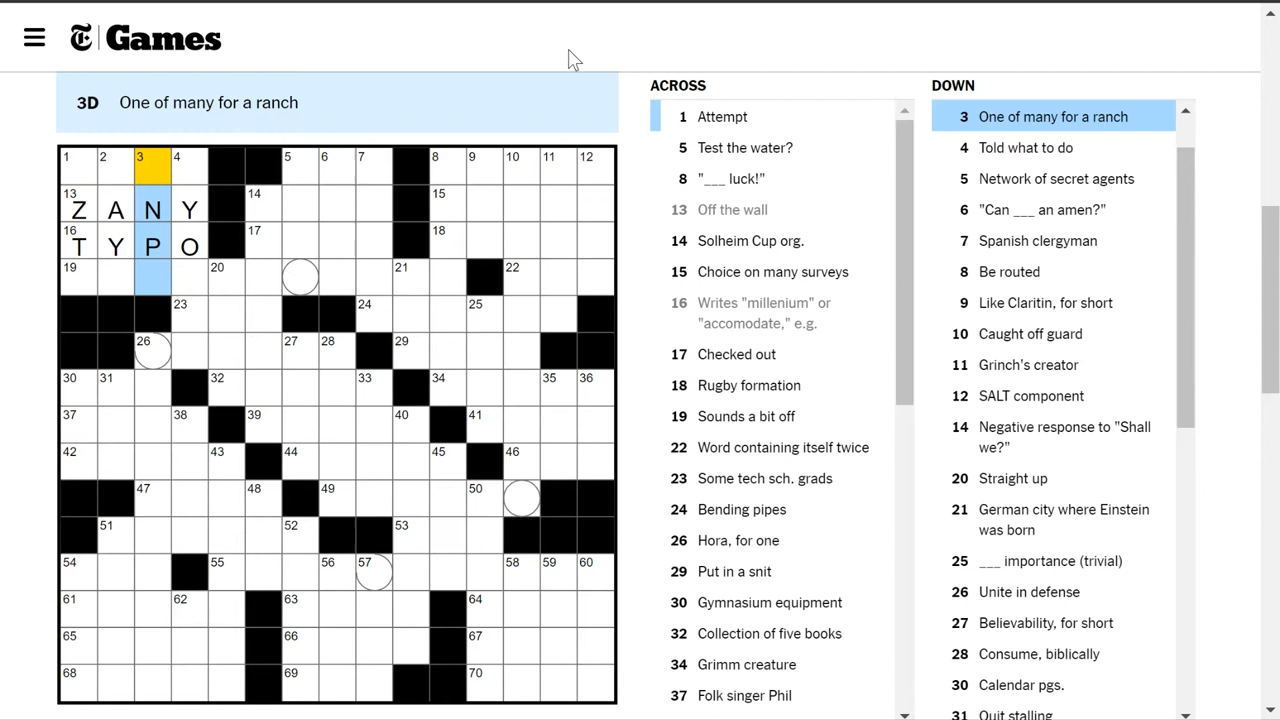 T | Games
3D One of many for a ranch
ACROSS
1 Attempt
5 Test the water?
8 "___ luck!"
13 Off the wall
14 Solheim Cup org.
15 Choice on many surveys
16 Writes "millenium" or
"accomodate," e.g.
17 Checked out
18 Rugby formation
19 Sounds a bit off
22 Word containing itself twice
23 Some tech sch. grads
24 Bending pipes
26 Hora, for one
29 Put in a snit
30 Gymnasium equipment
32 Collection of five books
34 Grimm creature
37 Folk singer Phil
DOWN
3 One of many for a ranch
4 Told what to do
5 Network of secret agents
6 "Can ___ an amen?"
7 Spanish clergyman
8 Be routed
9 Like Claritin, for short
10 Caught off guard
11 Grinch's creator
12 SALT component
14 Negative response to "Shall
we?"
20 Straight up
21 German city where Einstein
was born
25 ___ importance (trivial)
26 Unite in defense
27 Believability, for short
28 Consume, biblically
30 Calendar pgs.
31 Quit stalling
1 2 3 4 5 6 7 8 9 10 11 12
13 Z A N Y 14 15
16 T Y P O 17 18
19 20 21 22
23 24 25
26 27 28 29
30 31 32 33 34 35 36
37 38 39 40 41
42 43 44 45 46
47 48 49 50
51 52 53
54 55 56 57 58 59 60
61 62 63 64
65 66 67
68 69 70